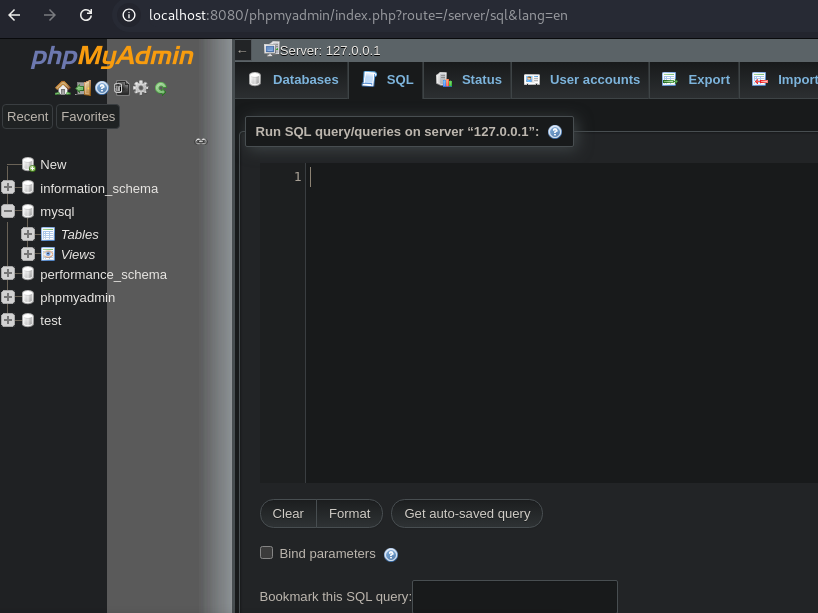 localhost:8080/phpmyadmin/index.php?route=/server/sql&lang=en
phpMyAdmin
Recent Favorites
New
information_schema
mysql
Tables
Views
performance_schema
phpmyadmin
test
← Server: 127.0.0.1
Databases SQL Status User accounts Export Import
Run SQL query/queries on server “127.0.0.1”:
1
Clear Format Get auto-saved query
Bind parameters
Bookmark this SQL query: